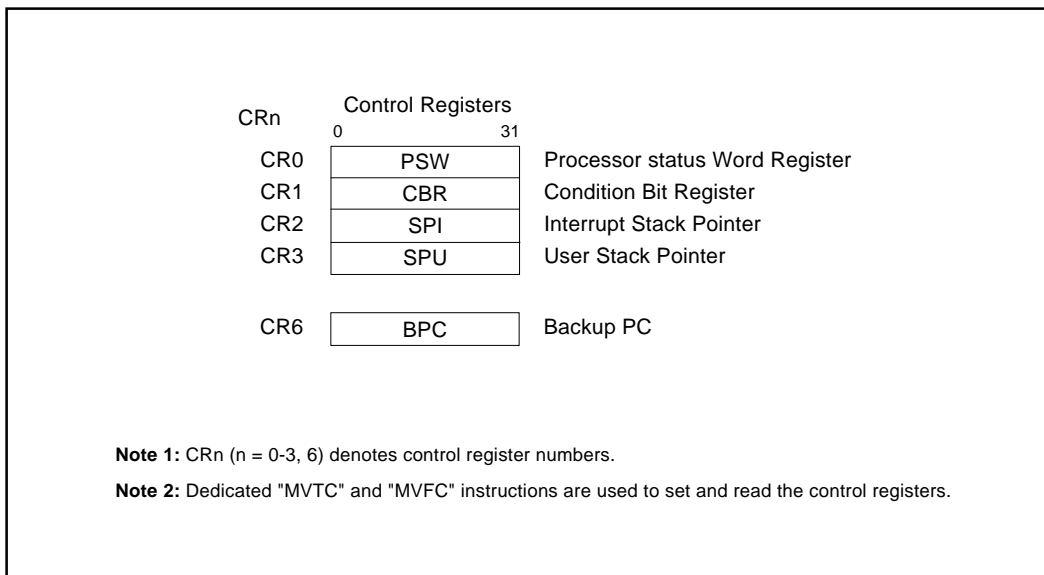 CRn Control Registers
0 31
CR0 PSW Processor status Word Register
CR1 CBR Condition Bit Register
CR2 SPI Interrupt Stack Pointer
CR3 SPU User Stack Pointer
CR6 BPC Backup PC
Note 1: CRn (n = 0-3, 6) denotes control register numbers.
Note 2: Dedicated "MVTC" and "MVFC" instructions are used to set and read the control registers.